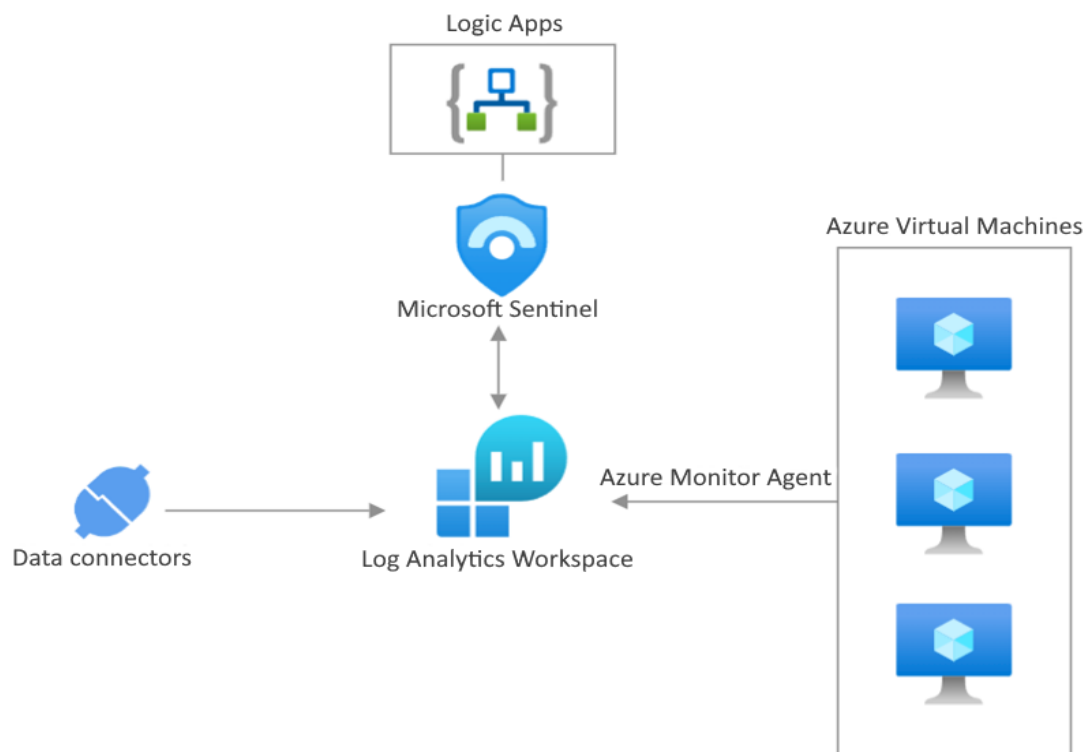 Logic Apps
Azure Virtual Machines
Microsoft Sentinel
Azure Monitor Agent
Data connectors
Log Analytics Workspace